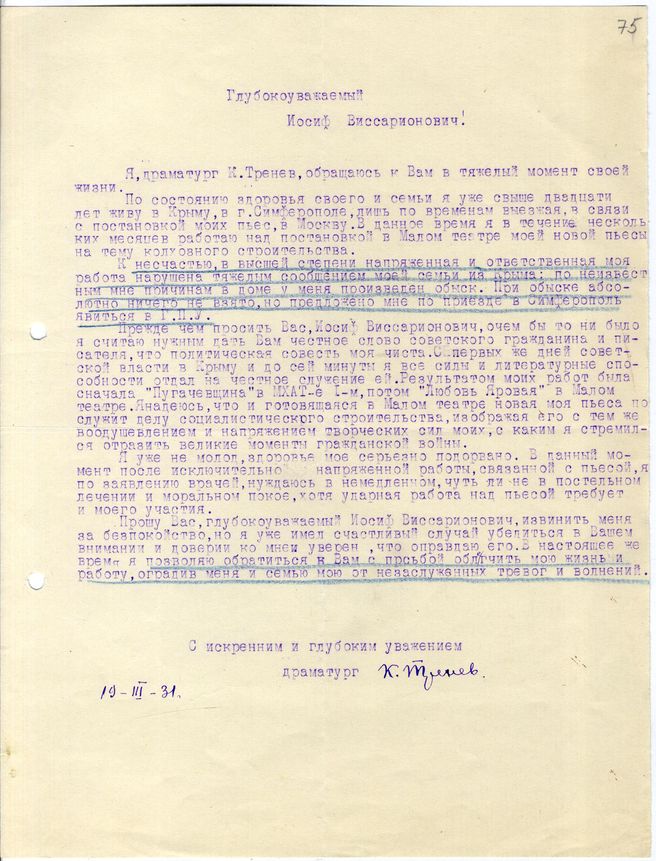 75
Глубокоуважаемый
Иосиф Виссарионович!
Я,драматург К.Тренев,обращаюсь к Вам в тяжелый момент своей
жизни.
По состоянию здоровья своего и семьи я уже свыше двадцати
лет живу в Крыму,в г.Симферополе,лишь по временам выезжая,в связи
с постановкой моих пьес,в Москву.В данное время я в течение несколь-
ких месяцев работаю над постановкой в Малом театре моей новой пьесы
на тему колхозного строительства.
К несчастью,в высшей степени напряженная и ответственная моя
работа нарушена тяжелым сообщением моей семьи из Крыма: по неизвест
ным мне причинам в доме у меня произведен обыск. При обыске абсо-
лютно ничего не взято,но предложено мне по приезде в Симферополь
явиться в Г.П.У.
Прежде чем просить Вас,Иосиф Виссарионович,очем бы то ни было
я считаю нужным дать Вам честное слово советского гражданина и пи-
сателя,что политическая совесть моя чиста.С первых же дней совет-
ской власти в Крыму и до сей минуты я все силы и литературные спо-
собности отдал на честное служение ей.Результатом моих работ была
сначала "Пугачевщина"в МХАТ-е I-м,потом "Любовь Яровая" в Малом
театре.Янадеюсь,что и готовящаяся в Малом театре новая моя пьеса по
служит делу социалистического строительства,изображая его с тем же
воодушевлением и напряжением творческих сил моих,с каким я стремил-
ся отразить великие моменты гражданской войны.
Я уже не молод,здоровье мое серьезно подорвано. В данный мо-
мент после исключительно напряженной работы,связанной с пьесой,я
по заявлению врачей,нуждаюсь в немедленном,чуть ли не в постельном
лечении и моральном покое,хотя ударная работа над пьесой требует
и моего участия.
Прошу Вас,глубокоуважаемый Иосиф Виссарионович,извинить меня
за безпокойство,но я уже имел счастливый случай убедиться в Вашем
внимании и доверии ко мнеи уверен ,что оправдаю его.В настоящее же
время я позволяю обратиться к Вам с прсьбой облегчить мою жизнь и
работу,оградив меня и семью мою от незаслуженных тревог и волнений.
С искренним и глубоким уважением
драматург К.Тренев.
19-III-31.